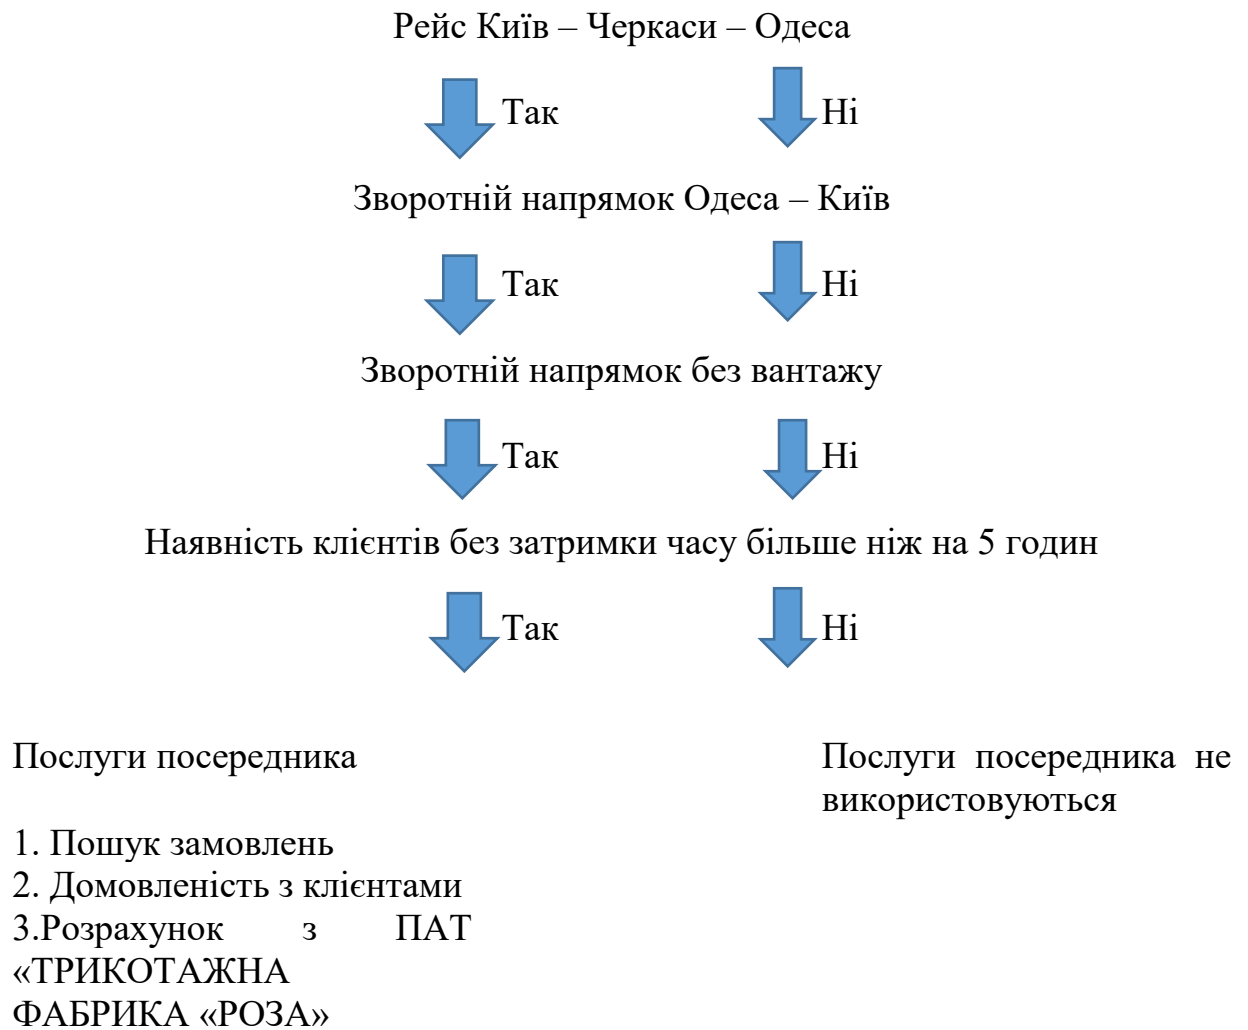 Рейс Київ – Черкаси – Одеса
Так
Ні
Зворотній напрямок Одеса – Київ
Так
Ні
Зворотній напрямок без вантажу
Так
Ні
Наявність клієнтів без затримки часу більше ніж на 5 годин
Так
Ні
Послуги посередника
1. Пошук замовлень
2. Домовленість з клієнтами
3.Розрахунок з ПАТ
«ТРИКОТАЖНА
ФАБРИКА «РОЗА»
Послуги посередника не
використовуються